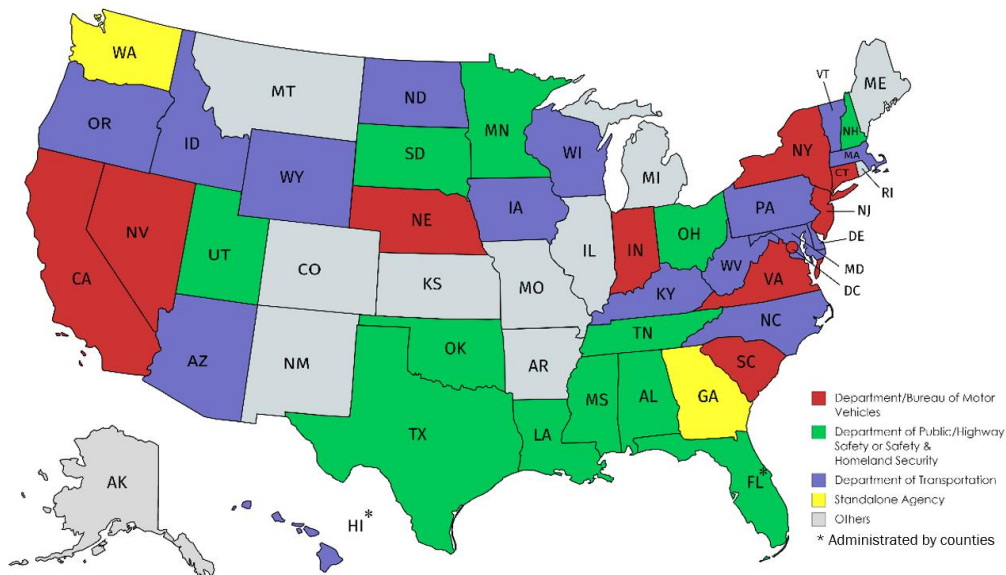 WA
MT
ND
MN
VT
ME
OR
ID
SD
WI
NH
NY
MA
WY
MI
CT
RI
NE
IA
PA
NJ
NV
UT
IL
IN
OH
DE
CA
CO
WV
MD
KS
MO
VA
DC
KY
NC
AZ
NM
OK
TN
AR
SC
MS
AL
GA
TX
LA
FL*
AK
HI*
Department/Bureau of Motor
Vehicles
Department of Public/Highway
Safety or Safety &
Homeland Security
Department of Transportation
Standalone Agency
Others
* Administrated by counties